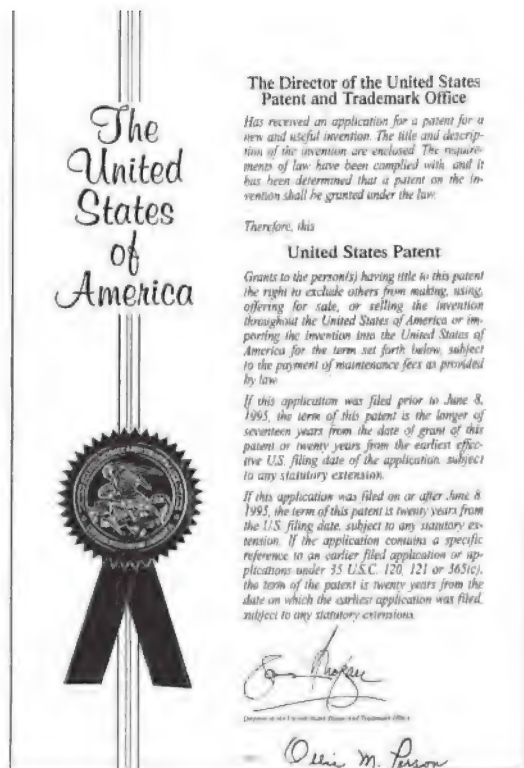 The
United
States
of
America
The Director of the United States
Patent and Trademark Office
Has received an application for a patent for a
new and useful invention. The title and descrip-
tion of the invention are enclosed. The require-
ments of law have been complied with, and it
has been determined that a patent on the in-
vention shall be granted under the law.
Therefore, this
United States Patent
Grants to the person(s) having title to this patent
the right to exclude others from making, using,
offering for sale, or selling the invention
throughout the United States of America or im-
porting the invention into the United States of
America for the term set forth below, subject
to the payment of maintenance fees as provided
by law.
If this application was filed prior to June 8,
1995, the term of this patent is the longer of
seventeen years from the date of grant of this
patent or twenty years from the earliest effec-
tive U.S. filing date of the application, subject
to any statutory extension.
If this application was filed on or after June 8,
1995, the term of this patent is twenty years from
the U.S. filing date, subject to any statutory ex-
tension. If the application contains a specific
reference to an earlier filed application or ap-
plications under 35 U.S.C. 120, 121 or 365(c),
the term of the patent is twenty years from the
date on which the earliest application was filed,
subject to any statutory extensions.
Director of the United States Patent and Trademark Office
Ollie M. Person